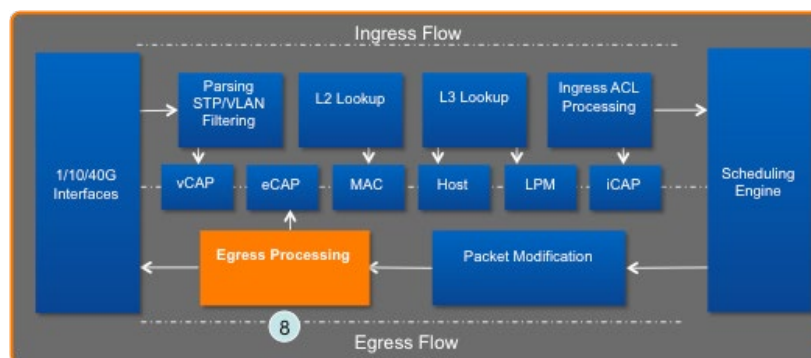 Ingress Flow
Parsing
STP/VLAN
Filtering
L2 Lookup
L3 Lookup
Ingress ACL
Processing
1/10/40G
Interfaces
vCAP
eCAP
MAC
Host
LPM
iCAP
Scheduling
Engine
Egress Processing
Packet Modification
8
Egress Flow